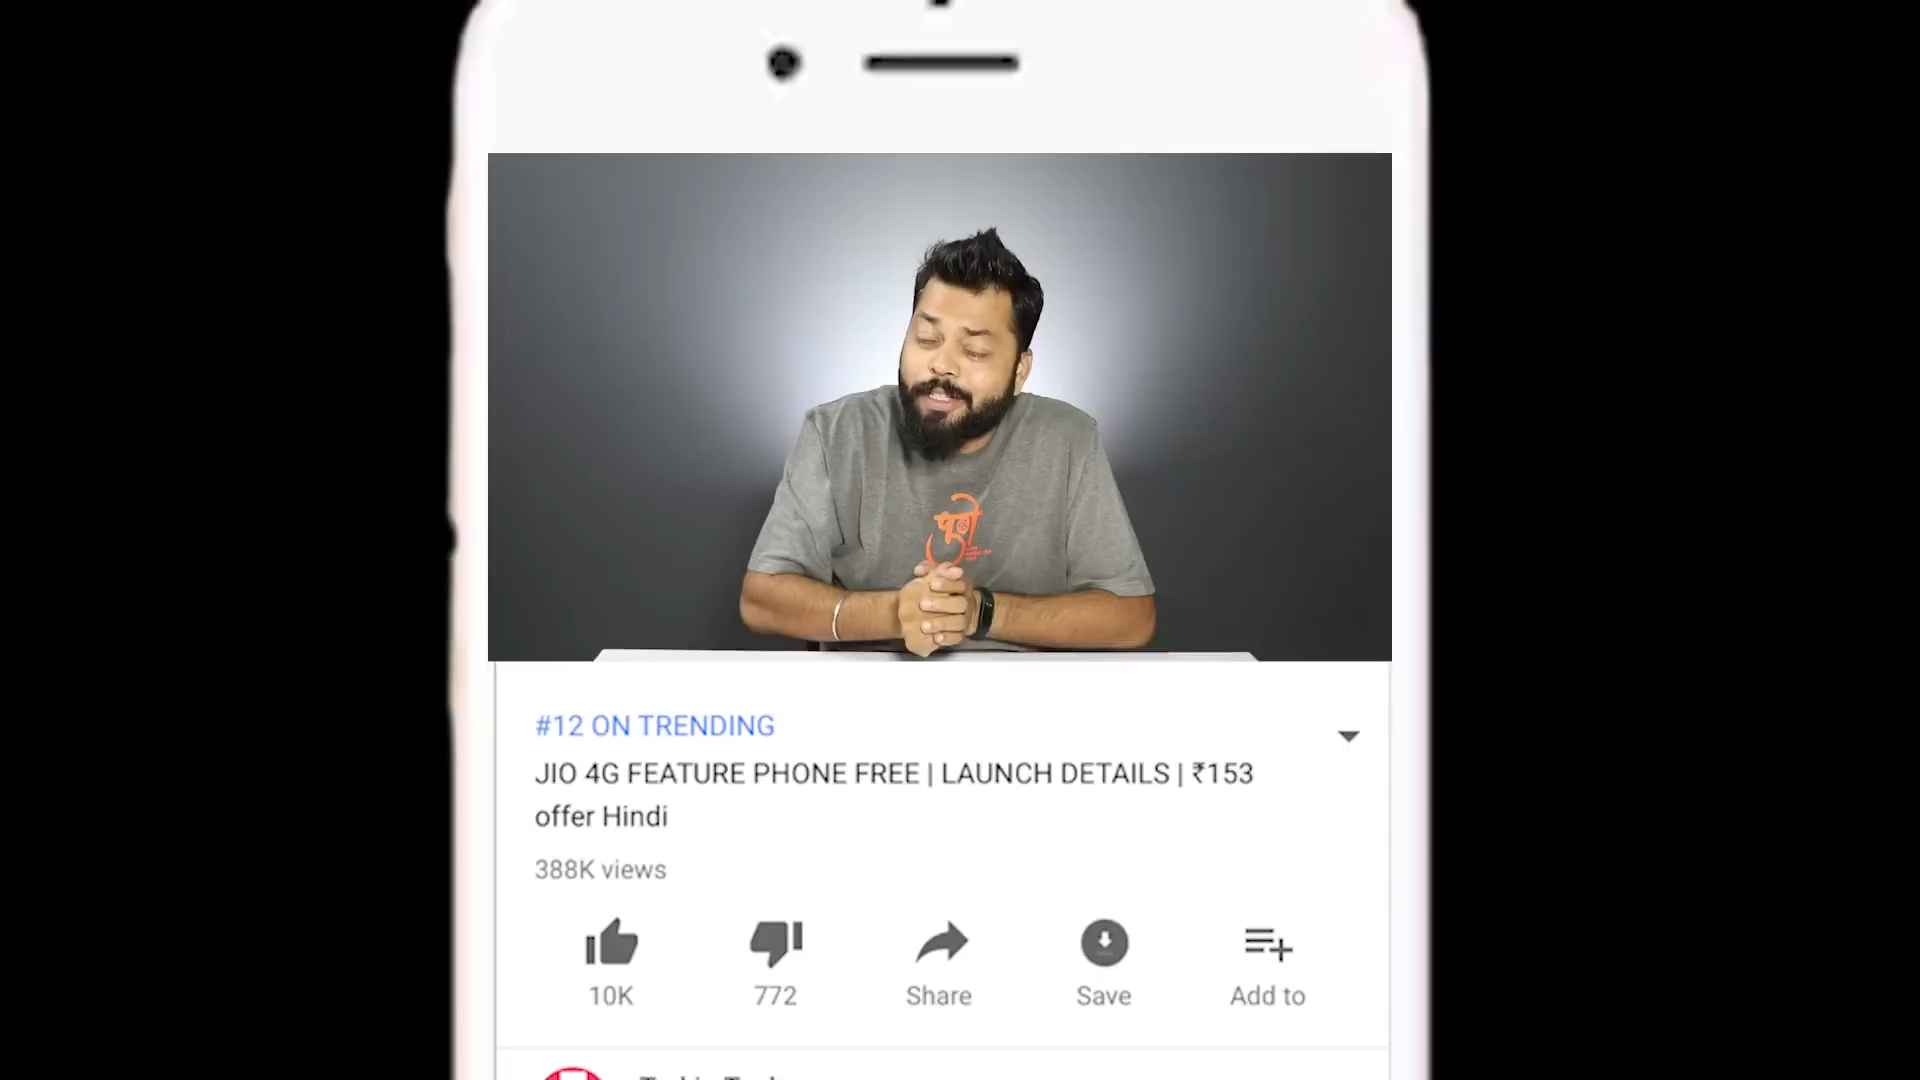 #12 ON TRENDING
JIO 4G FEATURE PHONE FREE | LAUNCH DETAILS | ₹153
offer Hindi
388K views
10K
772
Share
Save
Add to